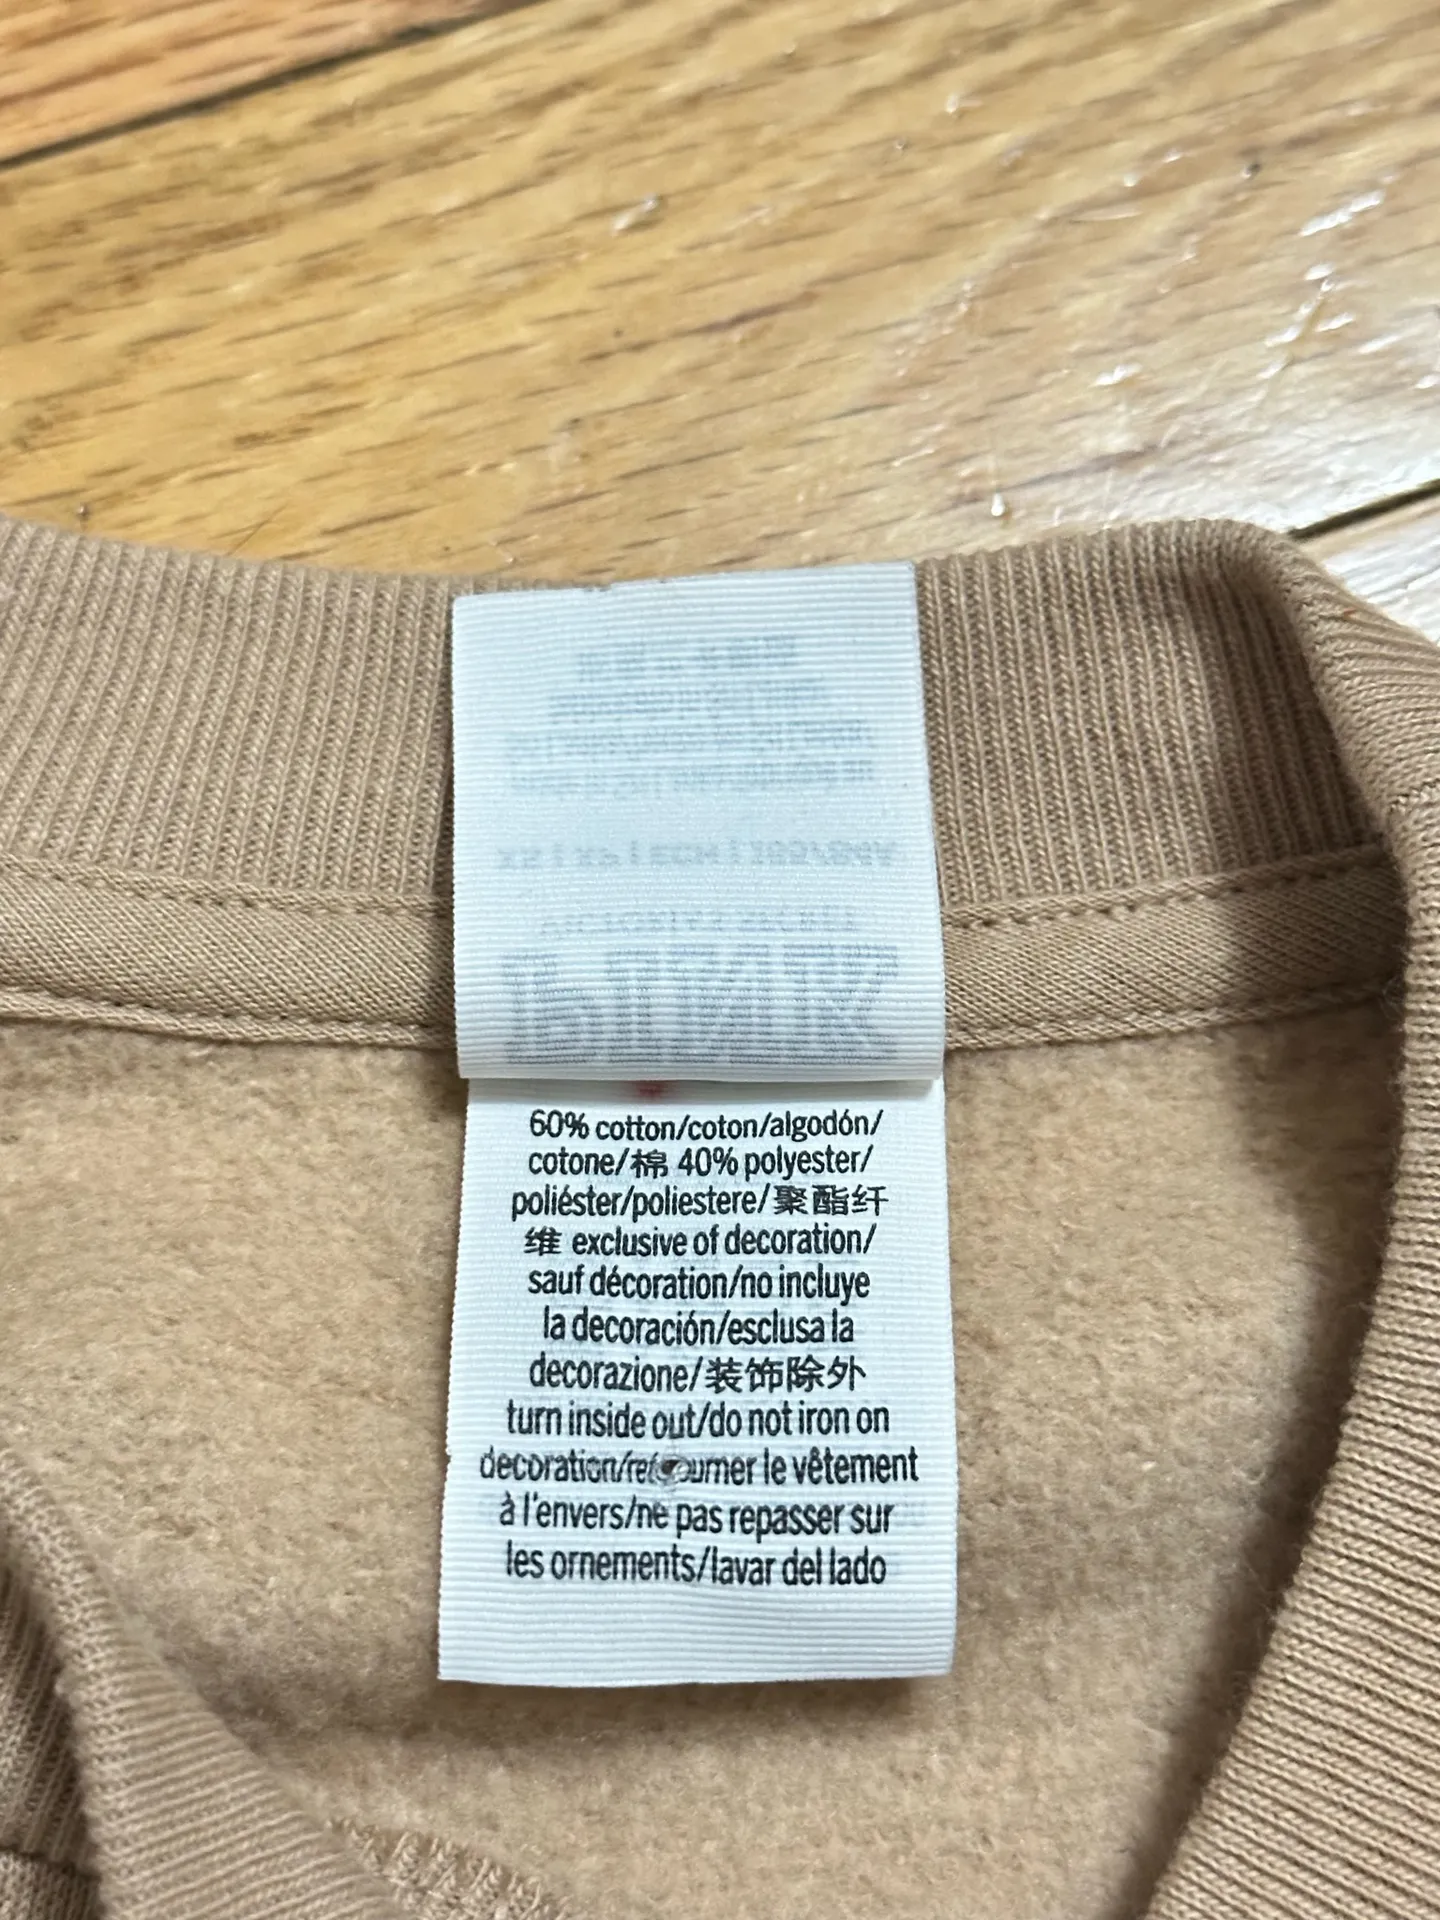 PINK
60% cotton/coton/algodón/
cotone/棉 40% polyester/
poliéster/poliestere/聚酯纤
维 exclusive of decoration/
sauf décoration/no incluye
la decoración/esclusa la
decorazione/装饰除外
turn inside out/do not iron on
decoration/retourner le vêtement
à l'envers/ne pas repasser sur
les ornements/lavar del lado